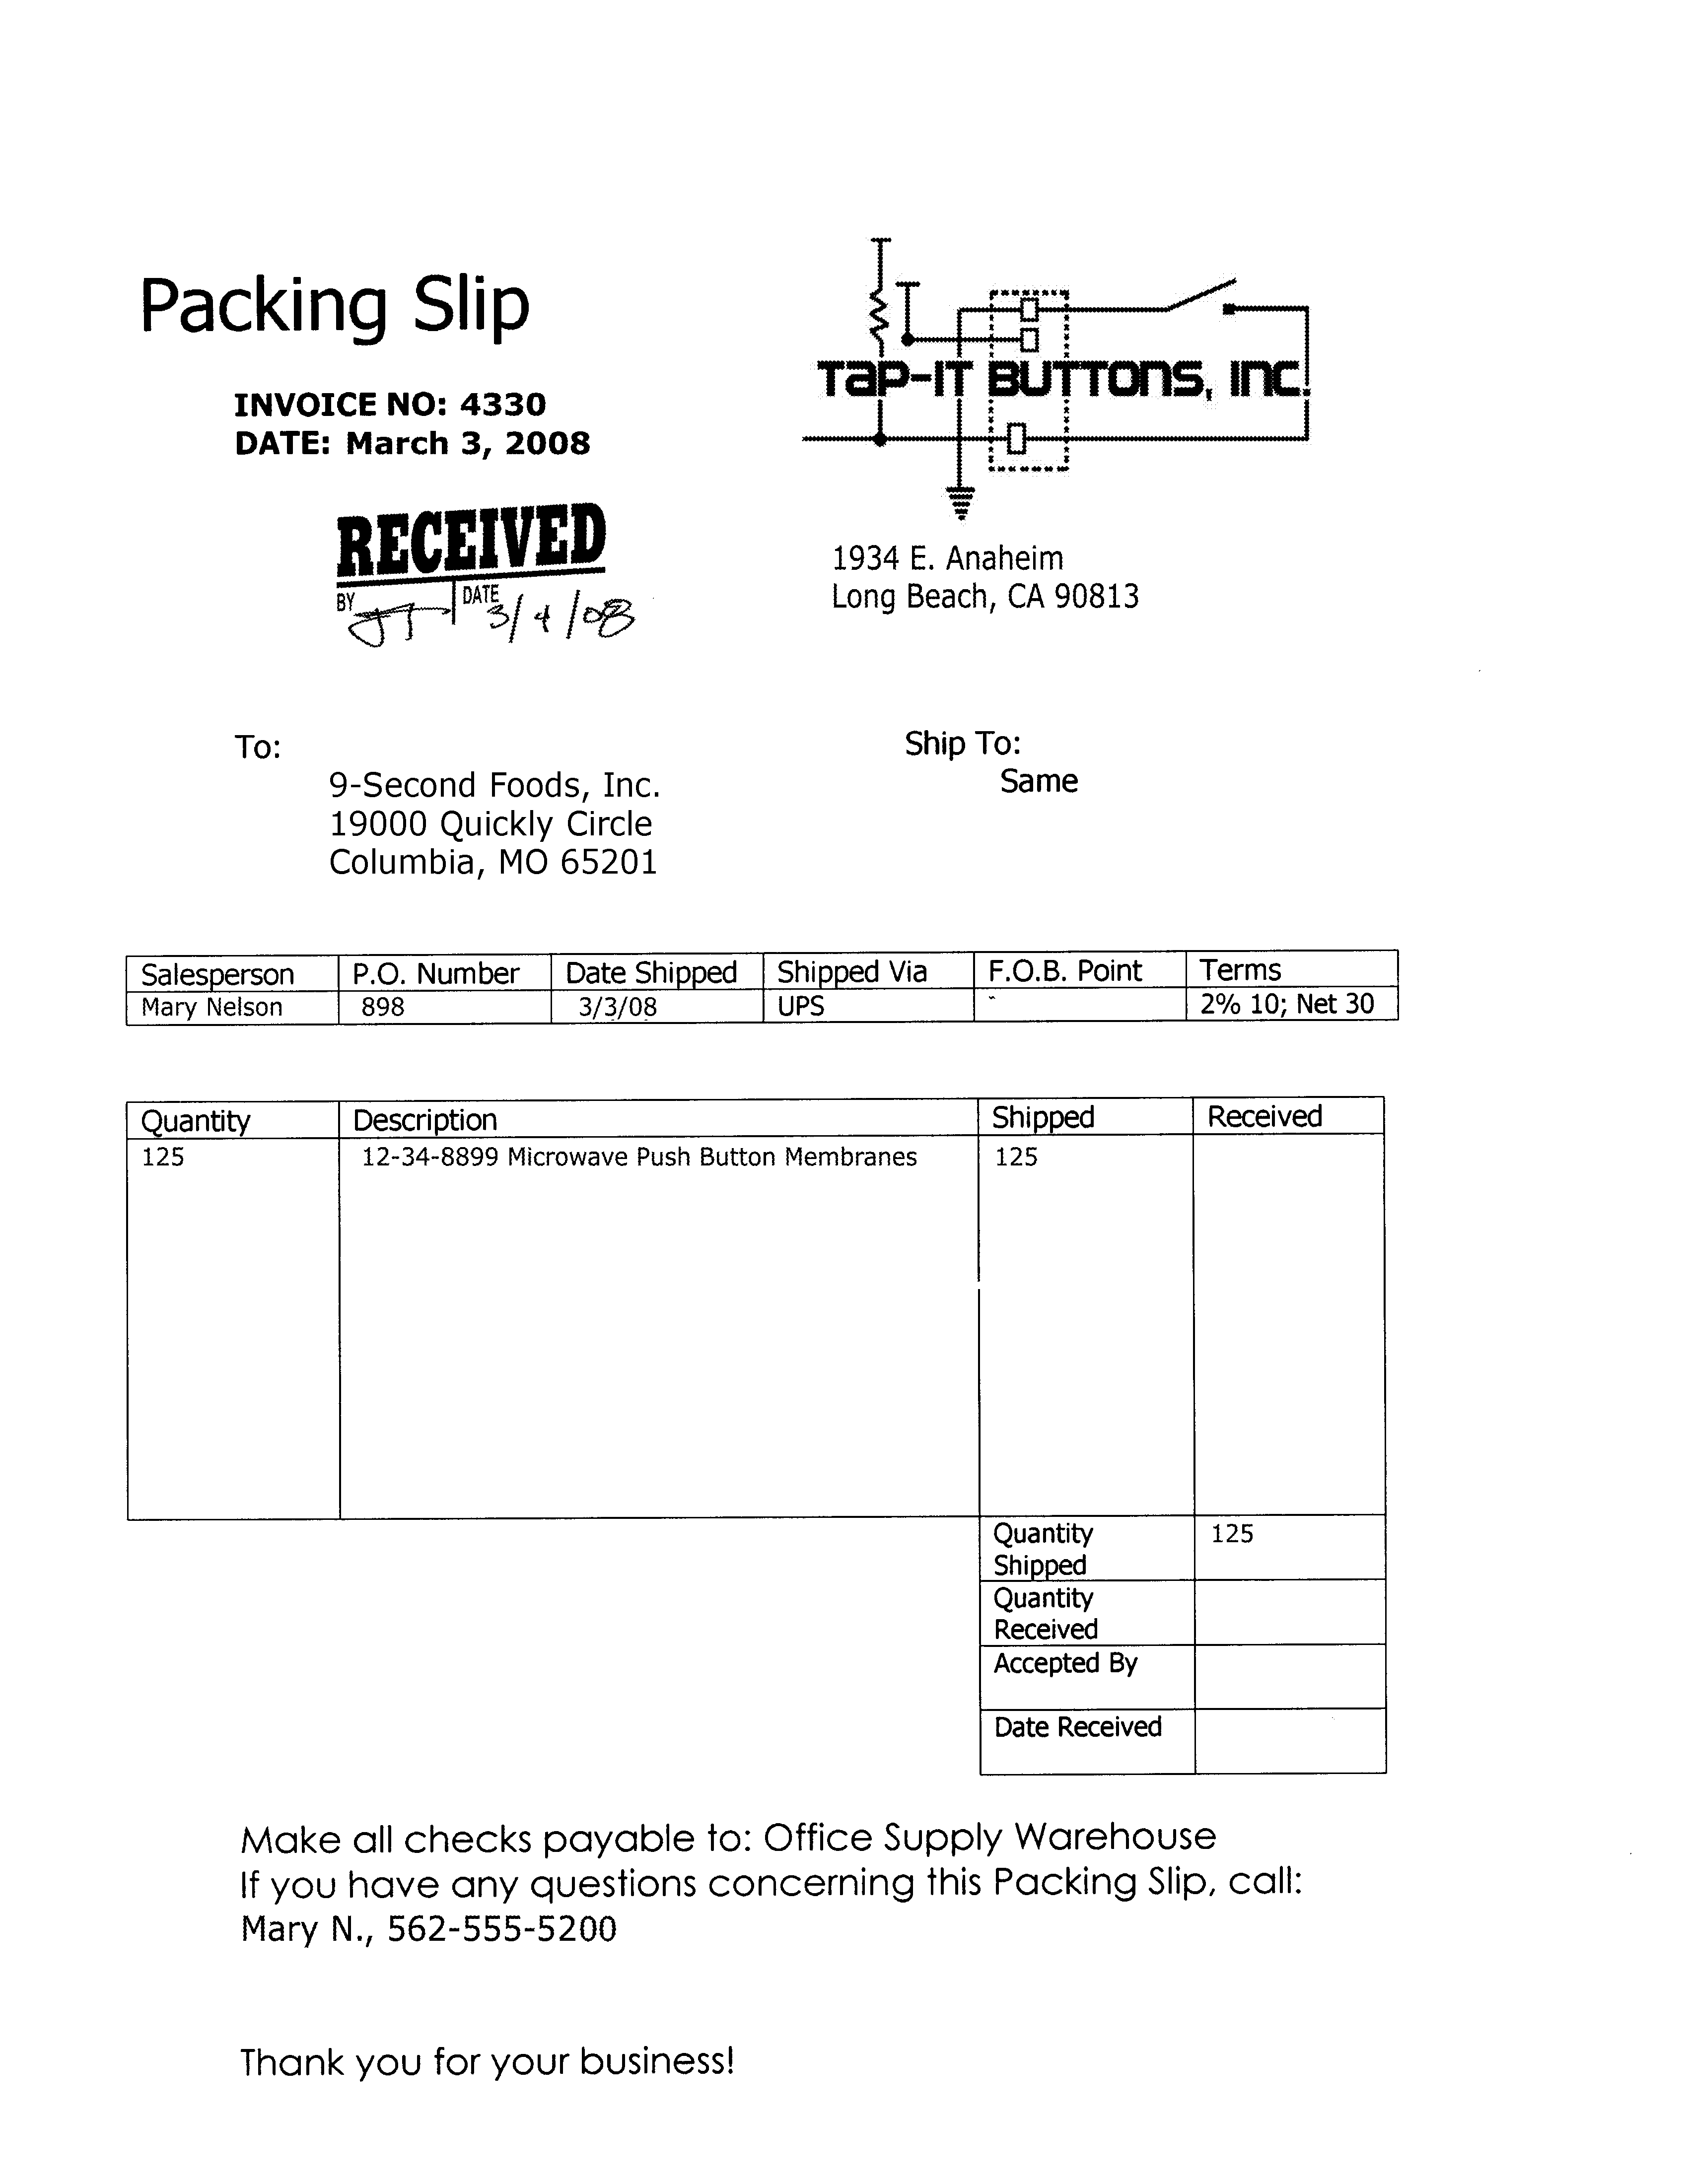 Packing Slip
INVOICE NO: 4330
DATE: March 3, 2008
TAP-IT BUTTONS, INC.
1934 E. Anaheim
Long Beach, CA 90813
RECEIVED
BY DATE 3/4/08
To:
9-Second Foods, Inc.
19000 Quickly Circle
Columbia, MO 65201
Ship To:
Same
Salesperson P.O. Number Date Shipped Shipped Via F.O.B. Point Terms
Mary Nelson 898 3/3/08 UPS - 2% 10; Net 30
Quantity Description Shipped Received
125 12-34-8899 Microwave Push Button Membranes 125
Quantity Shipped 125
Quantity Received
Accepted By
Date Received
Make all checks payable to: Office Supply Warehouse
If you have any questions concerning this Packing Slip, call:
Mary N., 562-555-5200
Thank you for your business!